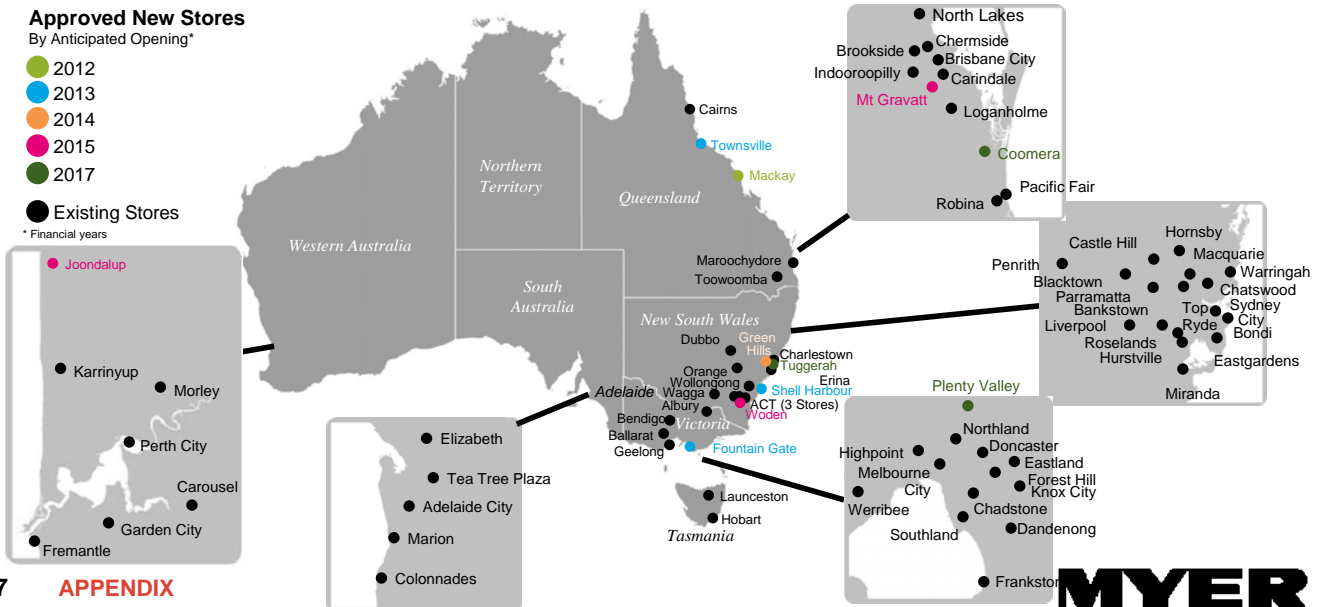 Approved New Stores
By Anticipated Opening*
2012
2013
2014
2015
2017
Existing Stores
* Financial years
Western Australia
Northern
Territory
Queensland
South
Australia
New South Wales
Victoria
Tasmania
Cairns
Townsville
Mackay
Maroochydore
Toowoomba
Dubbo
Green
Hills
Charlestown
Tuggerah
Orange
Erina
Wollongong
Shell Harbour
Adelaide
Wagga
ACT (3 Stores)
Albury
Woden
Bendigo
Ballarat
Geelong
Fountain Gate
Launceston
Hobart
North Lakes
Chermside
Brookside
Brisbane City
Indooroopilly
Carindale
Mt Gravatt
Loganholme
Coomera
Pacific Fair
Robina
Hornsby
Castle Hill
Macquarie
Penrith
Warringah
Blacktown
Chatswood
Parramatta
Top
Ryde
Sydney
City
Bankstown
Liverpool
Bondi
Roselands
Hurstville
Eastgardens
Miranda
Plenty Valley
Northland
Doncaster
Highpoint
Eastland
Melbourne
City
Forest Hill
Knox City
Werribee
Chadstone
Southland
Dandenong
Frankston
Joondalup
Karrinyup
Morley
Perth City
Carousel
Garden City
Fremantle
Elizabeth
Tea Tree Plaza
Adelaide City
Marion
Colonnades
7 APPENDIX
MYER